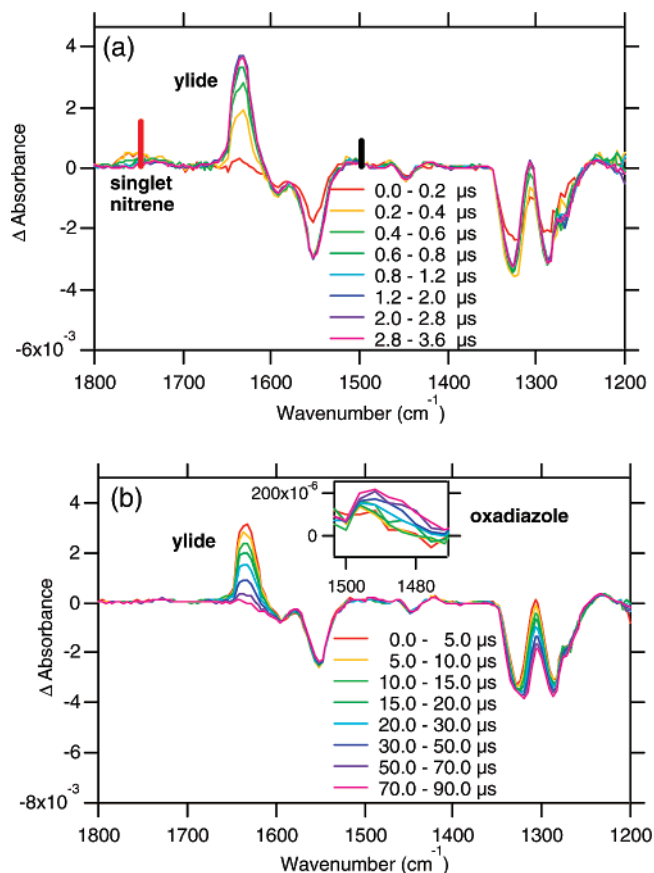 (a)
4
2
0
-2
-4
-6x10-3
Δ Absorbance
ylide
singlet
nitrene
0.0 - 0.2 µs
0.2 - 0.4 µs
0.4 - 0.6 µs
0.6 - 0.8 µs
0.8 - 1.2 µs
1.2 - 2.0 µs
2.0 - 2.8 µs
2.8 - 3.6 µs
1800 1700 1600 1500 1400 1300 1200
Wavenumber (cm-1)
(b)
4
2
0
-2
-4
-8x10-3
Δ Absorbance
ylide
200x10-6
0
1500 1480
oxadiazole
0.0 - 5.0 µs
5.0 - 10.0 µs
10.0 - 15.0 µs
15.0 - 20.0 µs
20.0 - 30.0 µs
30.0 - 50.0 µs
50.0 - 70.0 µs
70.0 - 90.0 µs
1800 1700 1600 1500 1400 1300 1200
Wavenumber (cm-1)